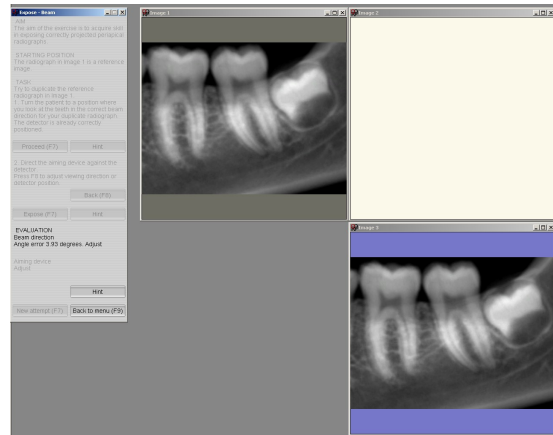 Expose - Beam
AIM
The aim of the exercise is to acquire skill
in exposing correctly projected periapical
radiographs.
STARTING POSITION
The radiograph in image 1 is a reference
image.
TASK
Try to duplicate the reference
radiograph in image 1.
1. Turn the patient to a position where
you look at the teeth in the correct beam
direction for your duplicate radiograph.
The detector is already correctly
positioned.
Proceed (F7) Hint
2. Direct the aiming device against the
detector.
Press F8 to adjust viewing direction or
detector position.
Back (F8)
Expose (F7) Hint
EVALUATION
Beam direction
Angle error 3.93 degrees. Adjust
Aiming device
Adjust
Hint
New attempt (F7) Back to menu (F9)
Image 1
Image 2
Image 3